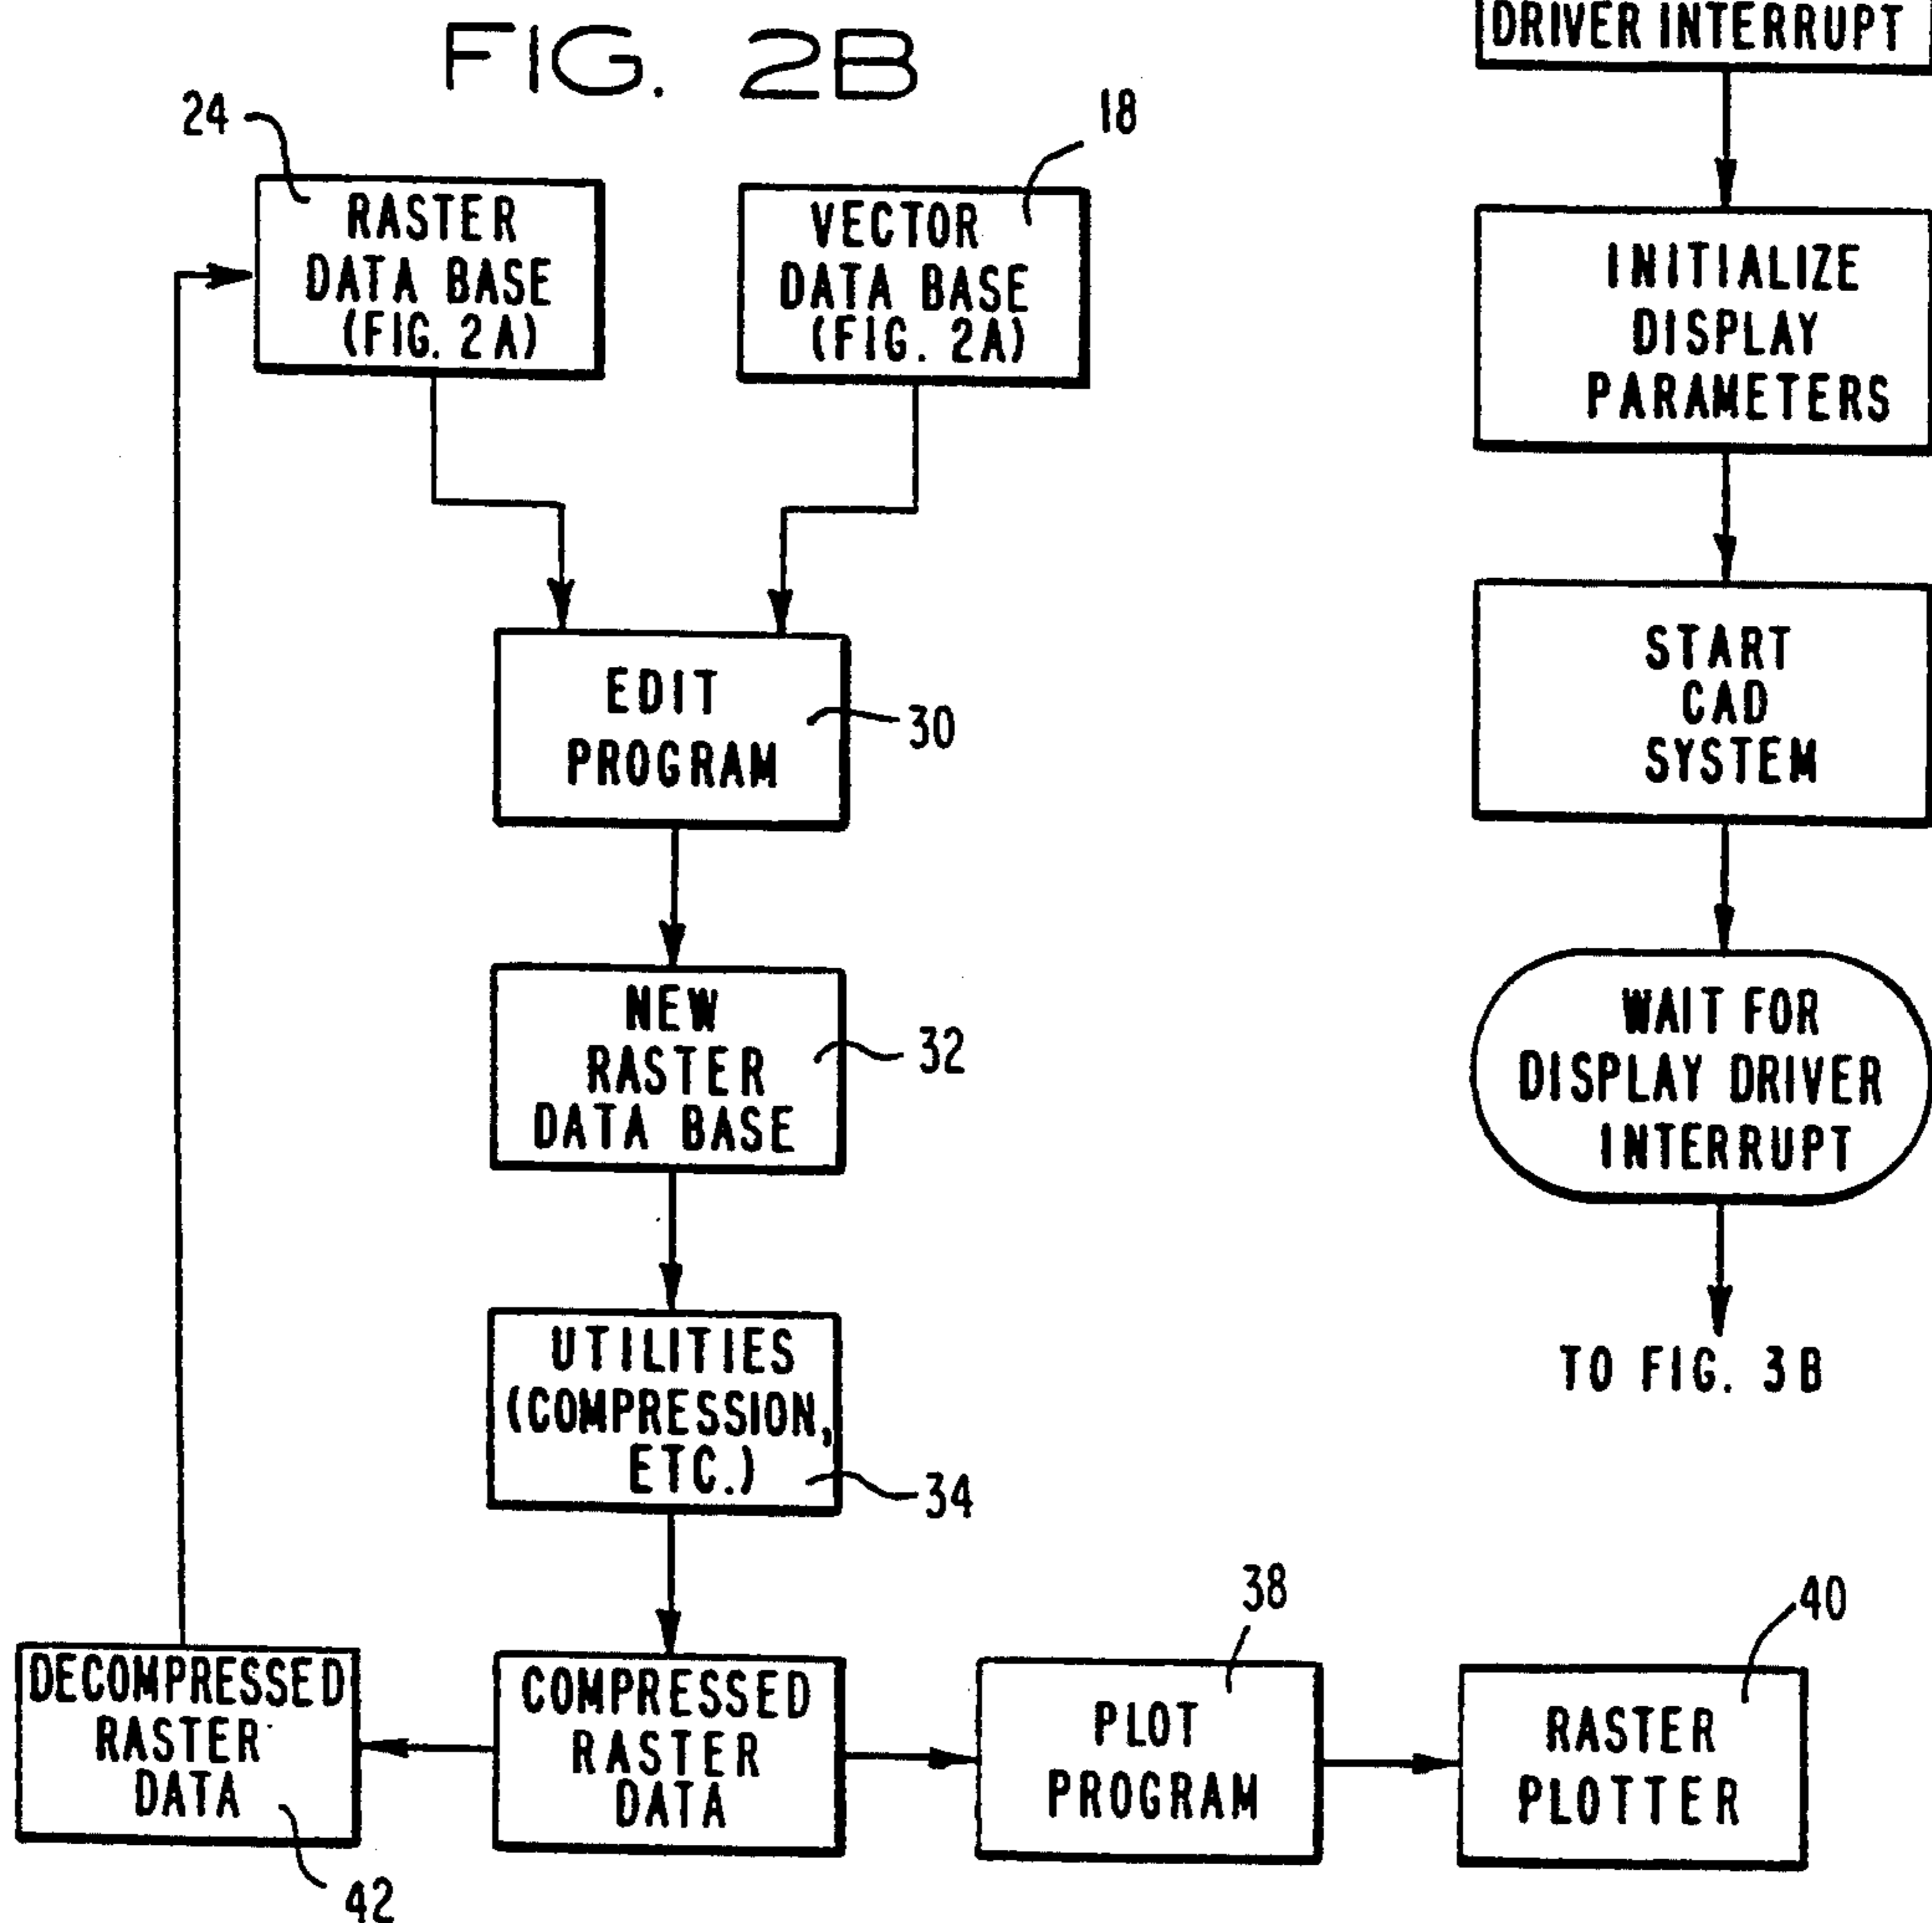 FIG. 2B
24
18
RASTER
DATA BASE
(FIG. 2A)
VECTOR
DATA BASE
(FIG. 2A)
EDIT
PROGRAM
30
NEW
RASTER
DATA BASE
32
UTILITIES
(COMPRESSION,
ETC.)
34
DECOMPRESSED
RASTER
DATA
42
COMPRESSED
RASTER
DATA
38
PLOT
PROGRAM
40
RASTER
PLOTTER
DRIVER INTERRUPT
INITIALIZE
DISPLAY
PARAMETERS
START
CAD
SYSTEM
WAIT FOR
DISPLAY DRIVER
INTERRUPT
TO FIG. 3B